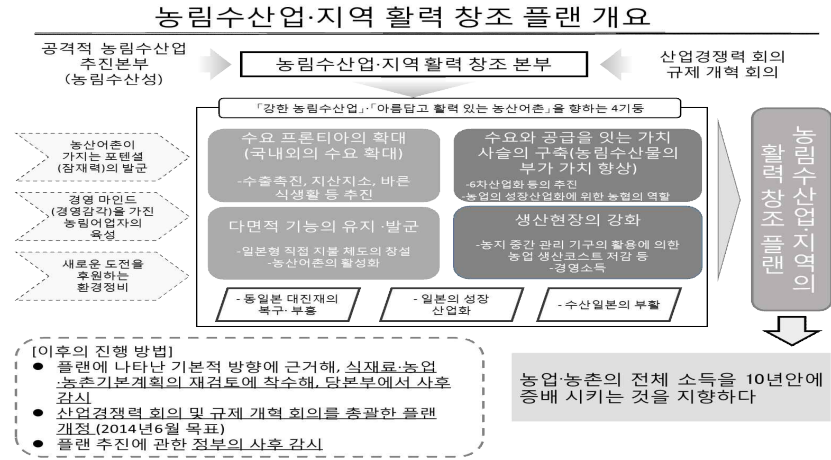 농림수산업·지역 활력 창조 플랜 개요
공격적 농림수산업
추진본부
(농림수산성)
농림수산업·지역 활력 창조 본부
산업경쟁력 회의
규제 개혁 회의
「강한 농림수산업」·「아름답고 활력 있는 농산어촌」을 향하는 4기둥
농산어촌이
가지는 포텐셜
(잠재력)의 발군
경영 마인드
(경영감각)을 가진
농림어업자의
육성
새로운 도전을
후원하는
환경정비
수요 프론티아의 확대
(국내외의 수요 확대)
-수출촉진, 지산지소, 바른
식생활 등 추진
수요와 공급을 잇는 가치
사슬의 구축(농림수산물의
부가 가치 향상)
-6차산업화 등의 추진
-농업의 성장산업화에 위한 농협의 역할
다면적 기능의 유지 ·발군
-일본형 직접 지불 체도의 창설
-농산어촌의 활성화
생산현장의 강화
-농지 중간 관리 기구의 활용에 의한
농업 생산코스트 저감 등
-경영소득
- 동일본 대진재의
복구· 부흥
- 일본의 성장
산업화
- 수산일본의 부활
농림수산업·지역의
활력 창조 플랜
[이후의 진행 방법]
● 플랜에 나타난 기본적 방향에 근거해, 식재료·농업
·농촌기본계획의 재검토에 착수해, 당본부에서 사후
감시
● 산업경쟁력 회의 및 규제 개혁 회의를 총괄한 플랜
개정 (2014년6월 목표)
● 플랜 추진에 관한 정부의 사후 감시
농업·농촌의 전체 소득을 10년안에
증배 시키는 것을 지향하다